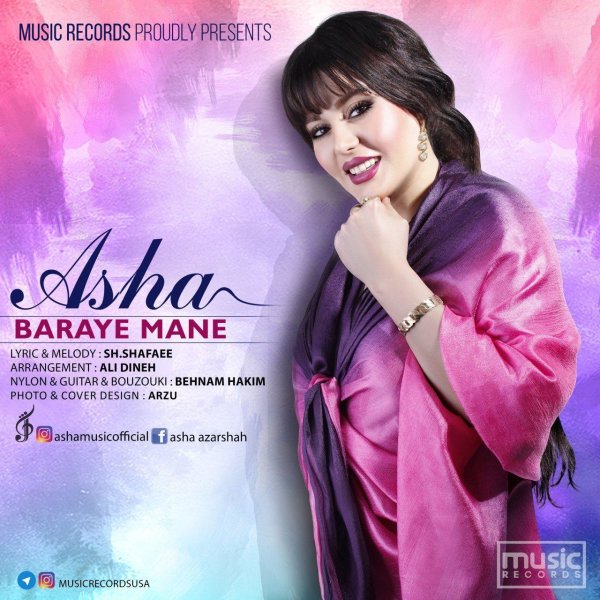 MUSIC RECORDS PROUDLY PRESENTS
Asha
BARAYE MANE
LYRIC & MELODY : SH.SHAFAEE
ARRANGEMENT : ALI DINEH
NYLON & GUITAR & BOUZOUKI : BEHNAM HAKIM
PHOTO & COVER DESIGN : ARZU
ashamusicofficial asha azarshah
MUSICRECORDSUSA
music
RECORDS